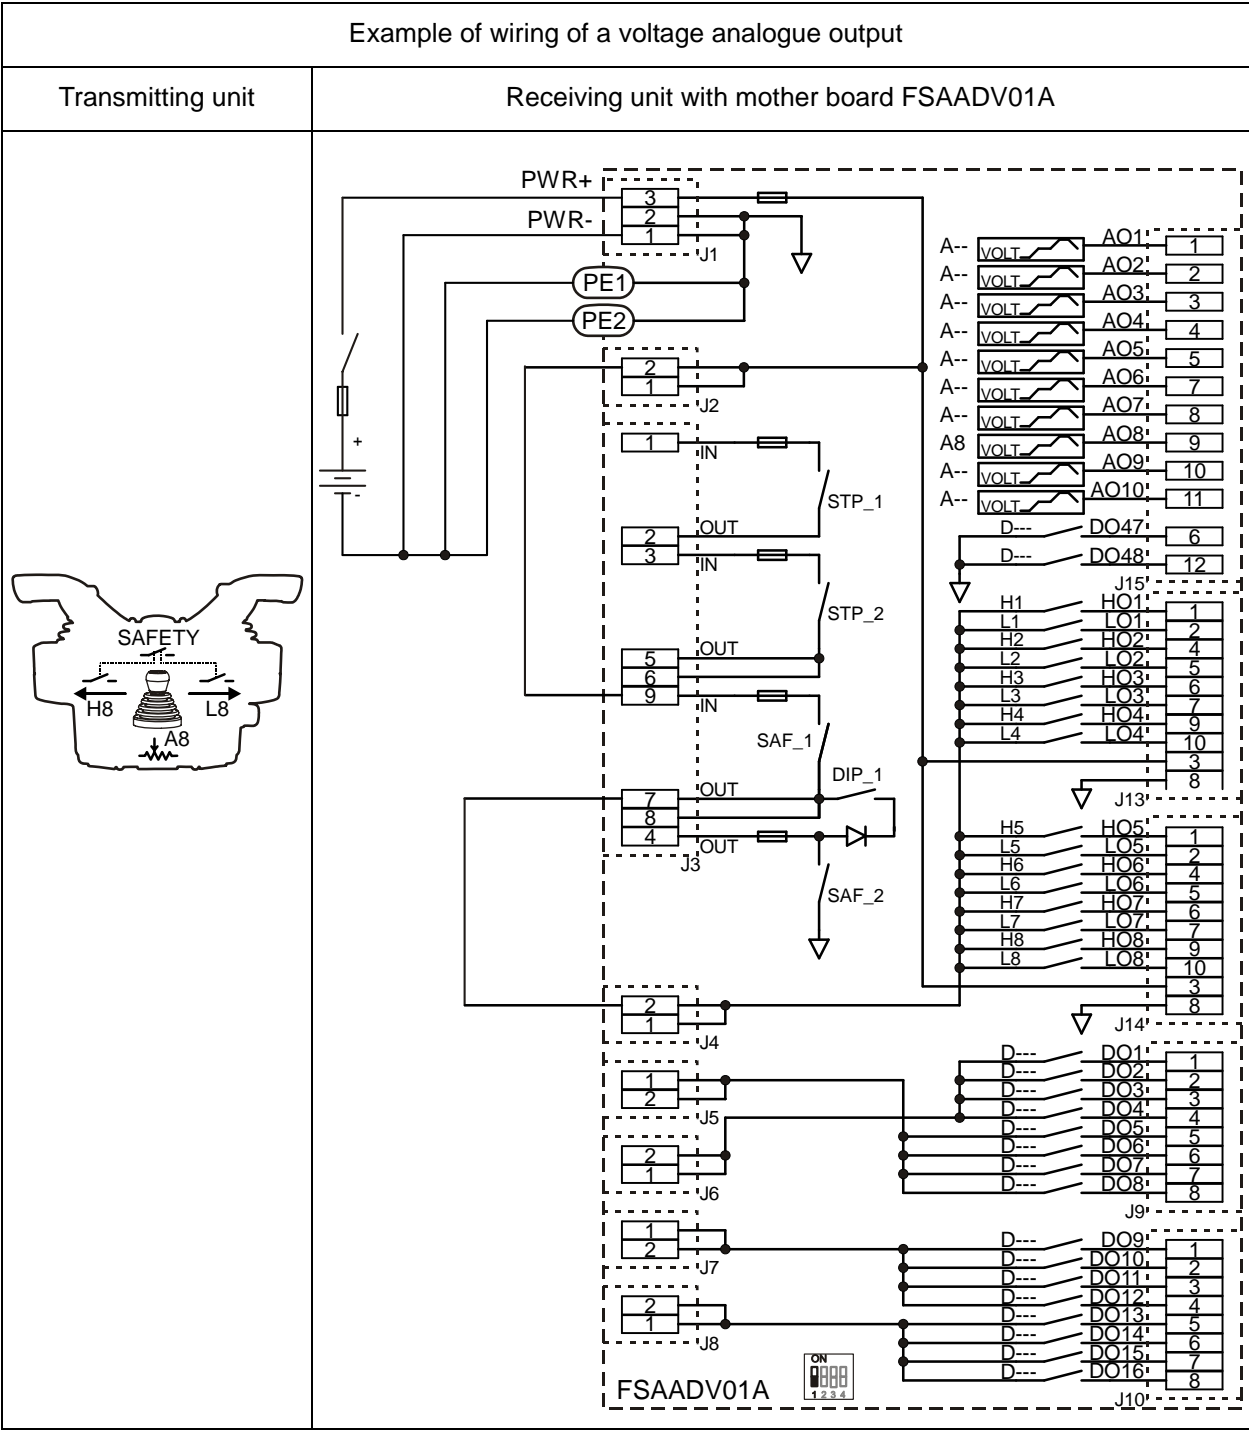 Example of wiring of a voltage analogue output
Transmitting unit
Receiving unit with mother board FSAADV01A
SAFETY
H8
L8
A8
PWR+
PWR-
+
-
3
2
1
J1
PE1
PE2
2
1
J2
1
IN
STP_1
2
OUT
3
IN
STP_2
5
OUT
6
9
IN
SAF_1
DIP_1
7
OUT
8
4
OUT
J3
SAF_2
2
1
J4
1
2
J5
2
1
J6
1
2
J7
2
1
J8
FSAADV01A
ON
1 2 3 4
A-- VOLT AO1 1
A-- VOLT AO2 2
A-- VOLT AO3 3
A-- VOLT AO4 4
A-- VOLT AO5 5
A-- VOLT AO6 7
A-- VOLT AO7 8
A8 VOLT AO8 9
A-- VOLT AO9 10
A-- VOLT AO10 11
D--- DO47 6
D--- DO48 12
J15
H1 HO1 1
L1 LO1 2
H2 HO2 4
L2 LO2 5
H3 HO3 6
L3 LO3 7
H4 HO4 9
L4 LO4 10
3
8
J13
H5 HO5 1
L5 LO5 2
H6 HO6 4
L6 LO6 5
H7 HO7 6
L7 LO7 7
H8 HO8 9
L8 LO8 10
3
8
J14
D--- DO1 1
D--- DO2 2
D--- DO3 3
D--- DO4 4
D--- DO5 5
D--- DO6 6
D--- DO7 7
D--- DO8 8
J9
D--- DO9 1
D--- DO10 2
D--- DO11 3
D--- DO12 4
D--- DO13 5
D--- DO14 6
D--- DO15 7
D--- DO16 8
J10